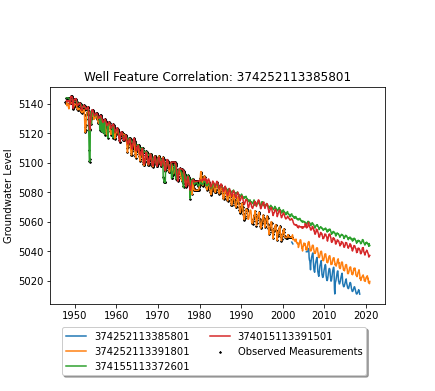 Well Feature Correlation: 374252113385801
5140
5120
5100
5080
5060
5040
5020
Groundwater Level
1950 1960 1970 1980 1990 2000 2010 2020
374252113385801 374015113391501
374252113391801 Observed Measurements
374155113372601